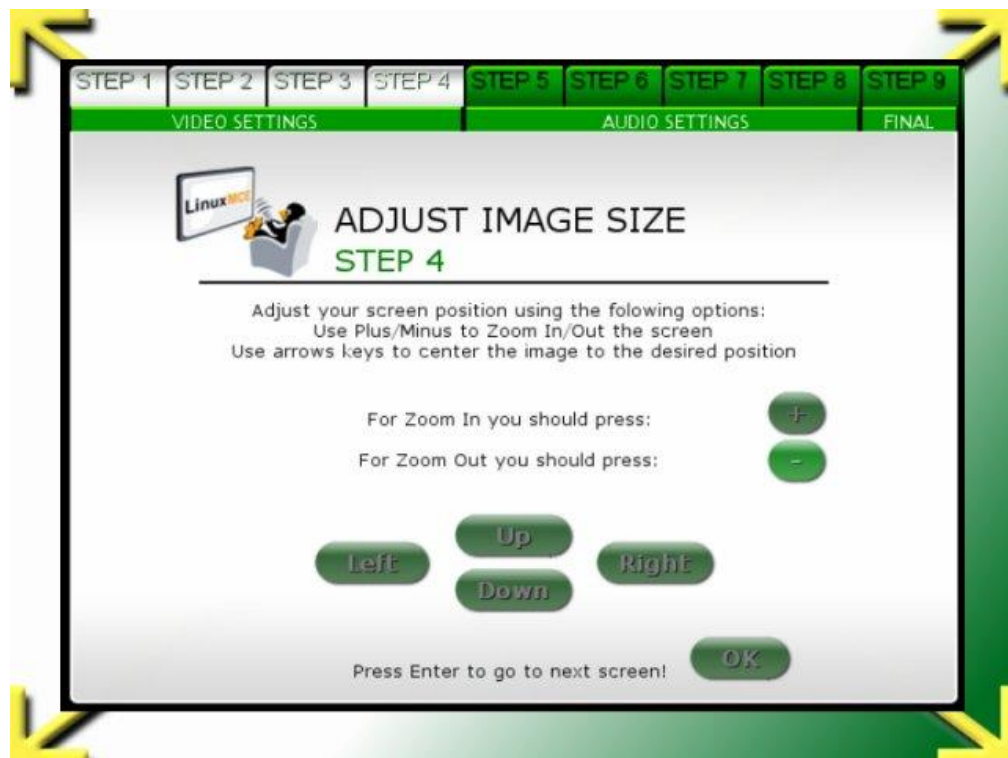 STEP 1 STEP 2 STEP 3 STEP 4 STEP 5 STEP 6 STEP 7 STEP 8 STEP 9
VIDEO SETTINGS AUDIO SETTINGS FINAL
LinuxMCE
ADJUST IMAGE SIZE
STEP 4
Adjust your screen position using the folowing options:
Use Plus/Minus to Zoom In/Out the screen
Use arrows keys to center the image to the desired position
For Zoom In you should press: +
For Zoom Out you should press: -
Up
Left Right
Down
Press Enter to go to next screen! OK